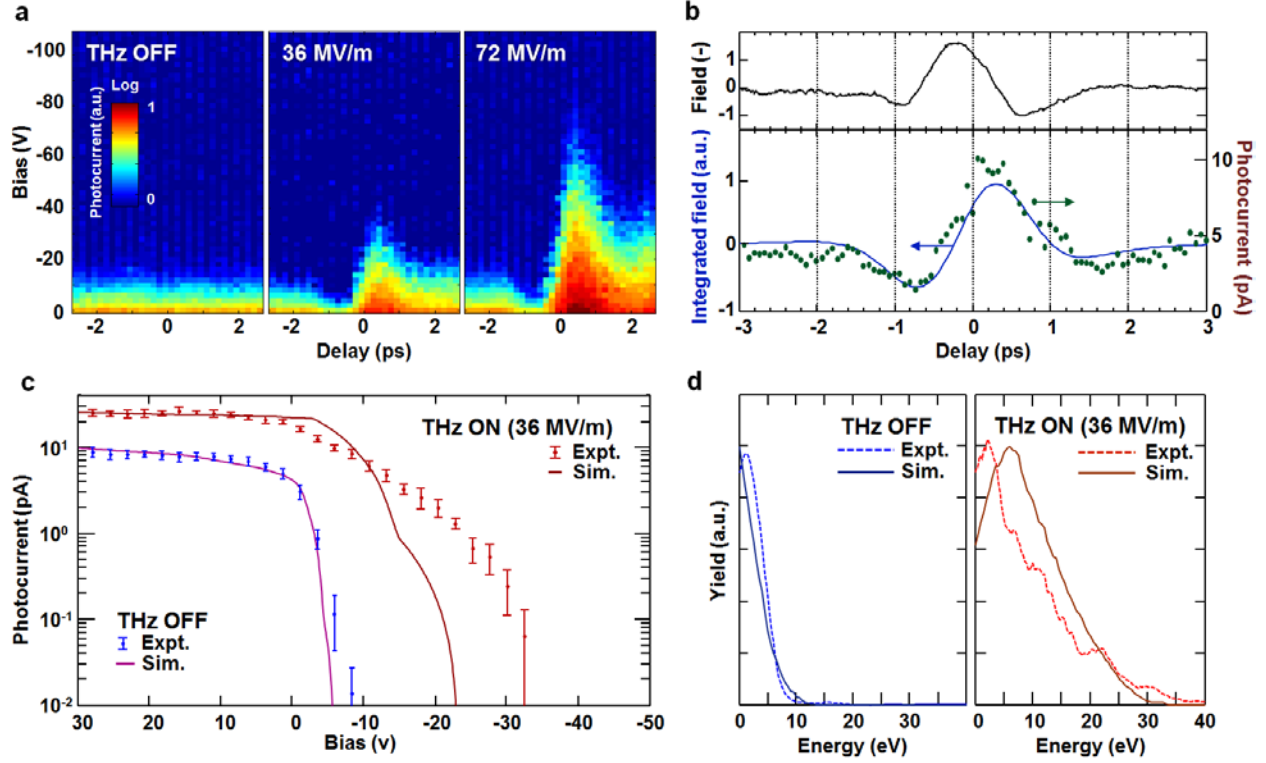 a
THz OFF
36 MV/m
72 MV/m
Log
1
0
Photocurrent (a.u.)
-100
-80
-60
-40
-20
0
Bias (V)
-2 0 2 -2 0 2 -2 0 2
Delay (ps)
b
Field (-)
1
0
-1
Integrated field (a.u.)
1
0
-1
Photocurrent (pA)
10
5
0
-3 -2 -1 0 1 2 3
Delay (ps)
c
Photocurrent (pA)
10¹
10⁰
10⁻¹
10⁻²
THz ON (36 MV/m)
Expt.
Sim.
THz OFF
Expt.
Sim.
30 20 10 0 -10 -20 -30 -40 -50
Bias (v)
d
Yield (a.u.)
THz OFF
Expt.
Sim.
0 10 20 30
Energy (eV)
THz ON (36 MV/m)
Expt.
Sim.
0 10 20 30 40
Energy (eV)